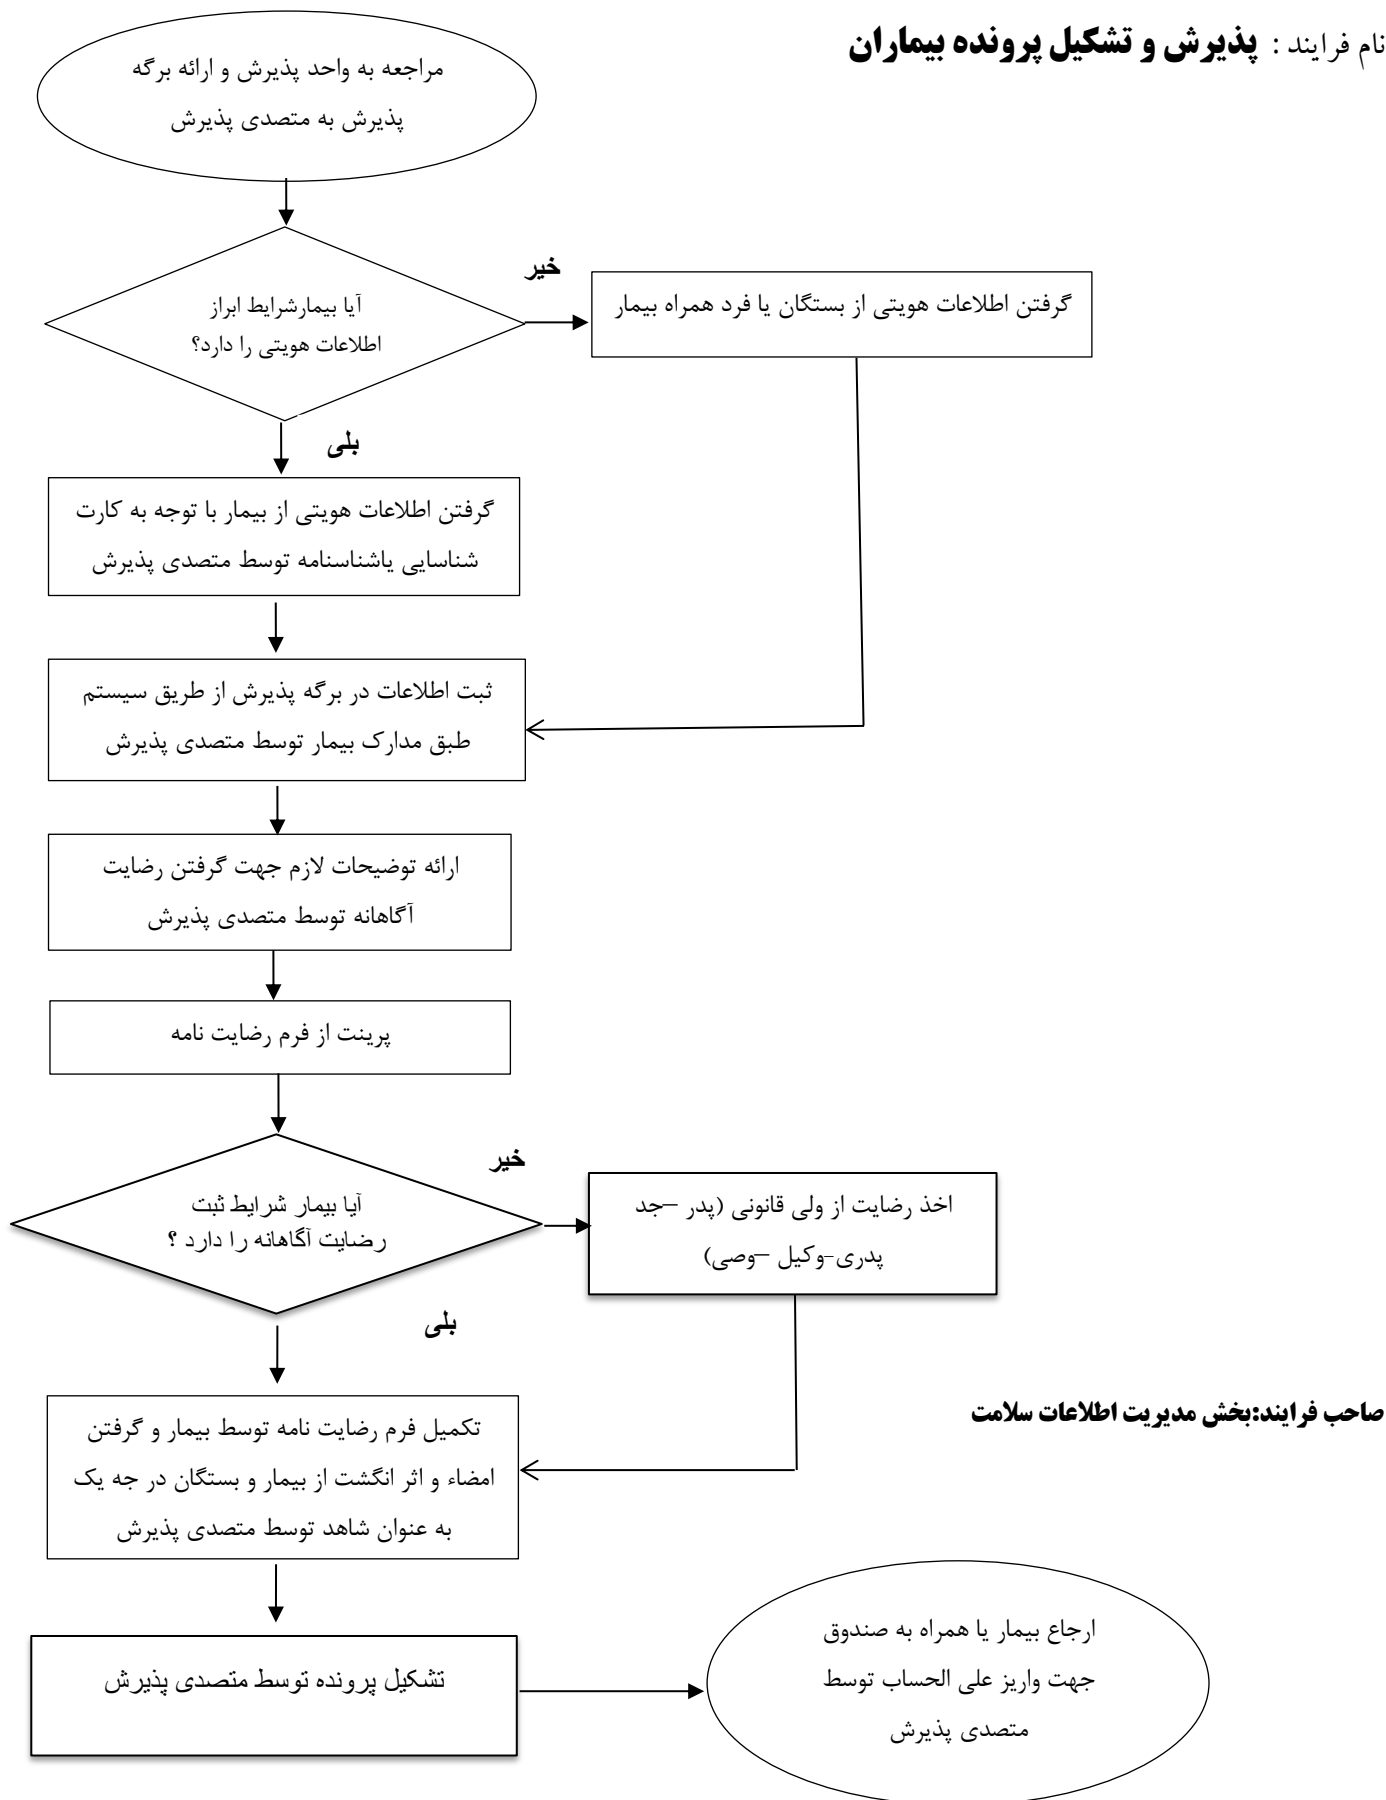 نام فرایند : پذیرش و تشکیل پرونده بیماران
مراجعه به واحد پذیرش و ارائه برگه
پذیرش به متصدی پذیرش
آیا بیمارشرایط ابراز
اطلاعات هویتی را دارد؟
خیر
گرفتن اطلاعات هویتی از بستگان یا فرد همراه بیمار
بلی
گرفتن اطلاعات هویتی از بیمار با توجه به کارت
شناسایی یاشناسنامه توسط متصدی پذیرش
ثبت اطلاعات در برگه پذیرش از طریق سیستم
طبق مدارک بیمار توسط متصدی پذیرش
ارائه توضیحات لازم جهت گرفتن رضایت
آگاهانه توسط متصدی پذیرش
پرینت از فرم رضایت نامه
آیا بیمار شرایط ثبت
رضایت آگاهانه را دارد ؟
خیر
اخذ رضایت از ولی قانونی (پدر –جد
پدری-وکیل –وصی)
بلی
تکمیل فرم رضایت نامه توسط بیمار و گرفتن
امضاء و اثر انگشت از بیمار و بستگان در جه یک
به عنوان شاهد توسط متصدی پذیرش
صاحب فرایند:بخش مدیریت اطلاعات سلامت
تشکیل پرونده توسط متصدی پذیرش
ارجاع بیمار یا همراه به صندوق
جهت واریز علی الحساب توسط
متصدی پذیرش